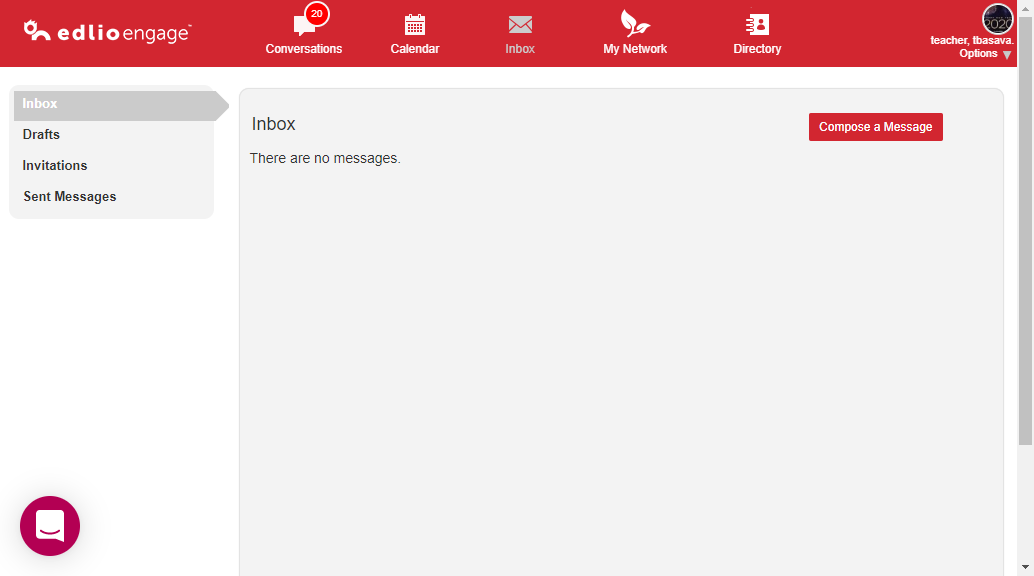 edlio engage™
20
Conversations
Calendar
Inbox
My Network
Directory
2020
teacher, tbasava.
Options ▼
Inbox
Drafts
Invitations
Sent Messages
Inbox
Compose a Message
There are no messages.